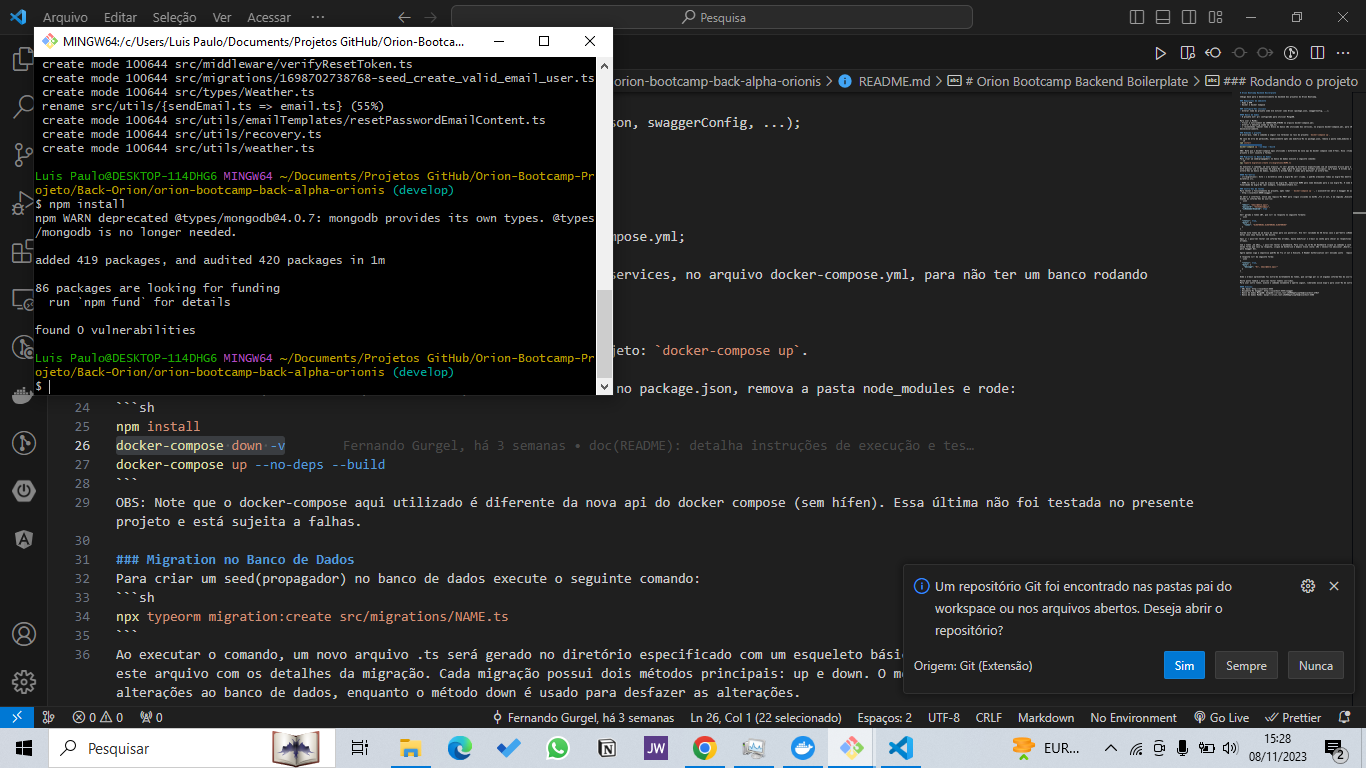 Arquivo Editar Seleção Ver Acessar ···
Pesquisa
MINGW64:/c/Users/Luis Paulo/Documents/Projetos GitHub/Orion-Bootca...
create mode 100644 src/middleware/verifyResetToken.ts
create mode 100644 src/migrations/1698702738768-seed_create_valid_email_user.ts
create mode 100644 src/types/Weather.ts
rename src/utils/{sendEmail.ts => email.ts} (55%)
create mode 100644 src/utils/emailTemplates/resetPasswordEmailContent.ts
create mode 100644 src/utils/recovery.ts
create mode 100644 src/utils/weather.ts
Luis Paulo@DESKTOP-114DHG6 MINGW64 ~/Documents/Projetos GitHub/Orion-Bootcamp-Pr
ojeto/Back-Orion/orion-bootcamp-back-alpha-orionis (develop)
$ npm install
npm WARN deprecated @types/mongodb@4.0.7: mongodb provides its own types. @types
/mongodb is no longer needed.
added 419 packages, and audited 420 packages in 1m
86 packages are looking for funding
run `npm fund` for details
found 0 vulnerabilities
Luis Paulo@DESKTOP-114DHG6 MINGW64 ~/Documents/Projetos GitHub/Orion-Bootcamp-Pr
ojeto/Back-Orion/orion-bootcamp-back-alpha-orionis (develop)
$
orion-bootcamp-back-alpha-orionis > README.md > # Orion Bootcamp Backend Boilerplate > ### Rodando o projeto
son, swaggerConfig, ...);
pose.yml;
services, no arquivo docker-compose.yml, para não ter um banco rodando
jeto: `docker-compose up`.
no package.json, remova a pasta node_modules e rode:
24 ```sh
25 npm install
26 docker-compose down -v Fernando Gurgel, há 3 semanas • doc(README): detalha instruções de execução e tes…
27 docker-compose up --no-deps --build
28 ```
29 OBS: Note que o docker-compose aqui utilizado é diferente da nova api do docker compose (sem hífen). Essa última não foi testada no presente
projeto e está sujeita a falhas.
30
31 ### Migration no Banco de Dados
32 Para criar um seed(propagador) no banco de dados execute o seguinte comando:
33 ```sh
34 npx typeorm migration:create src/migrations/NAME.ts
35 ```
36 Ao executar o comando, um novo arquivo .ts será gerado no diretório especificado com um esqueleto bási
este arquivo com os detalhes da migração. Cada migração possui dois métodos principais: up e down. O m
alterações ao banco de dados, enquanto o método down é usado para desfazer as alterações.
Um repositório Git foi encontrado nas pastas pai do
workspace ou nos arquivos abertos. Deseja abrir o
repositório?
Origem: Git (Extensão)
Sim Sempre Nunca
0 0 0 Fernando Gurgel, há 3 semanas Ln 26, Col 1 (22 selecionado) Espaços: 2 UTF-8 CRLF Markdown No Environment Go Live Prettier
Pesquisar JW EUR... 15:28
08/11/2023 2